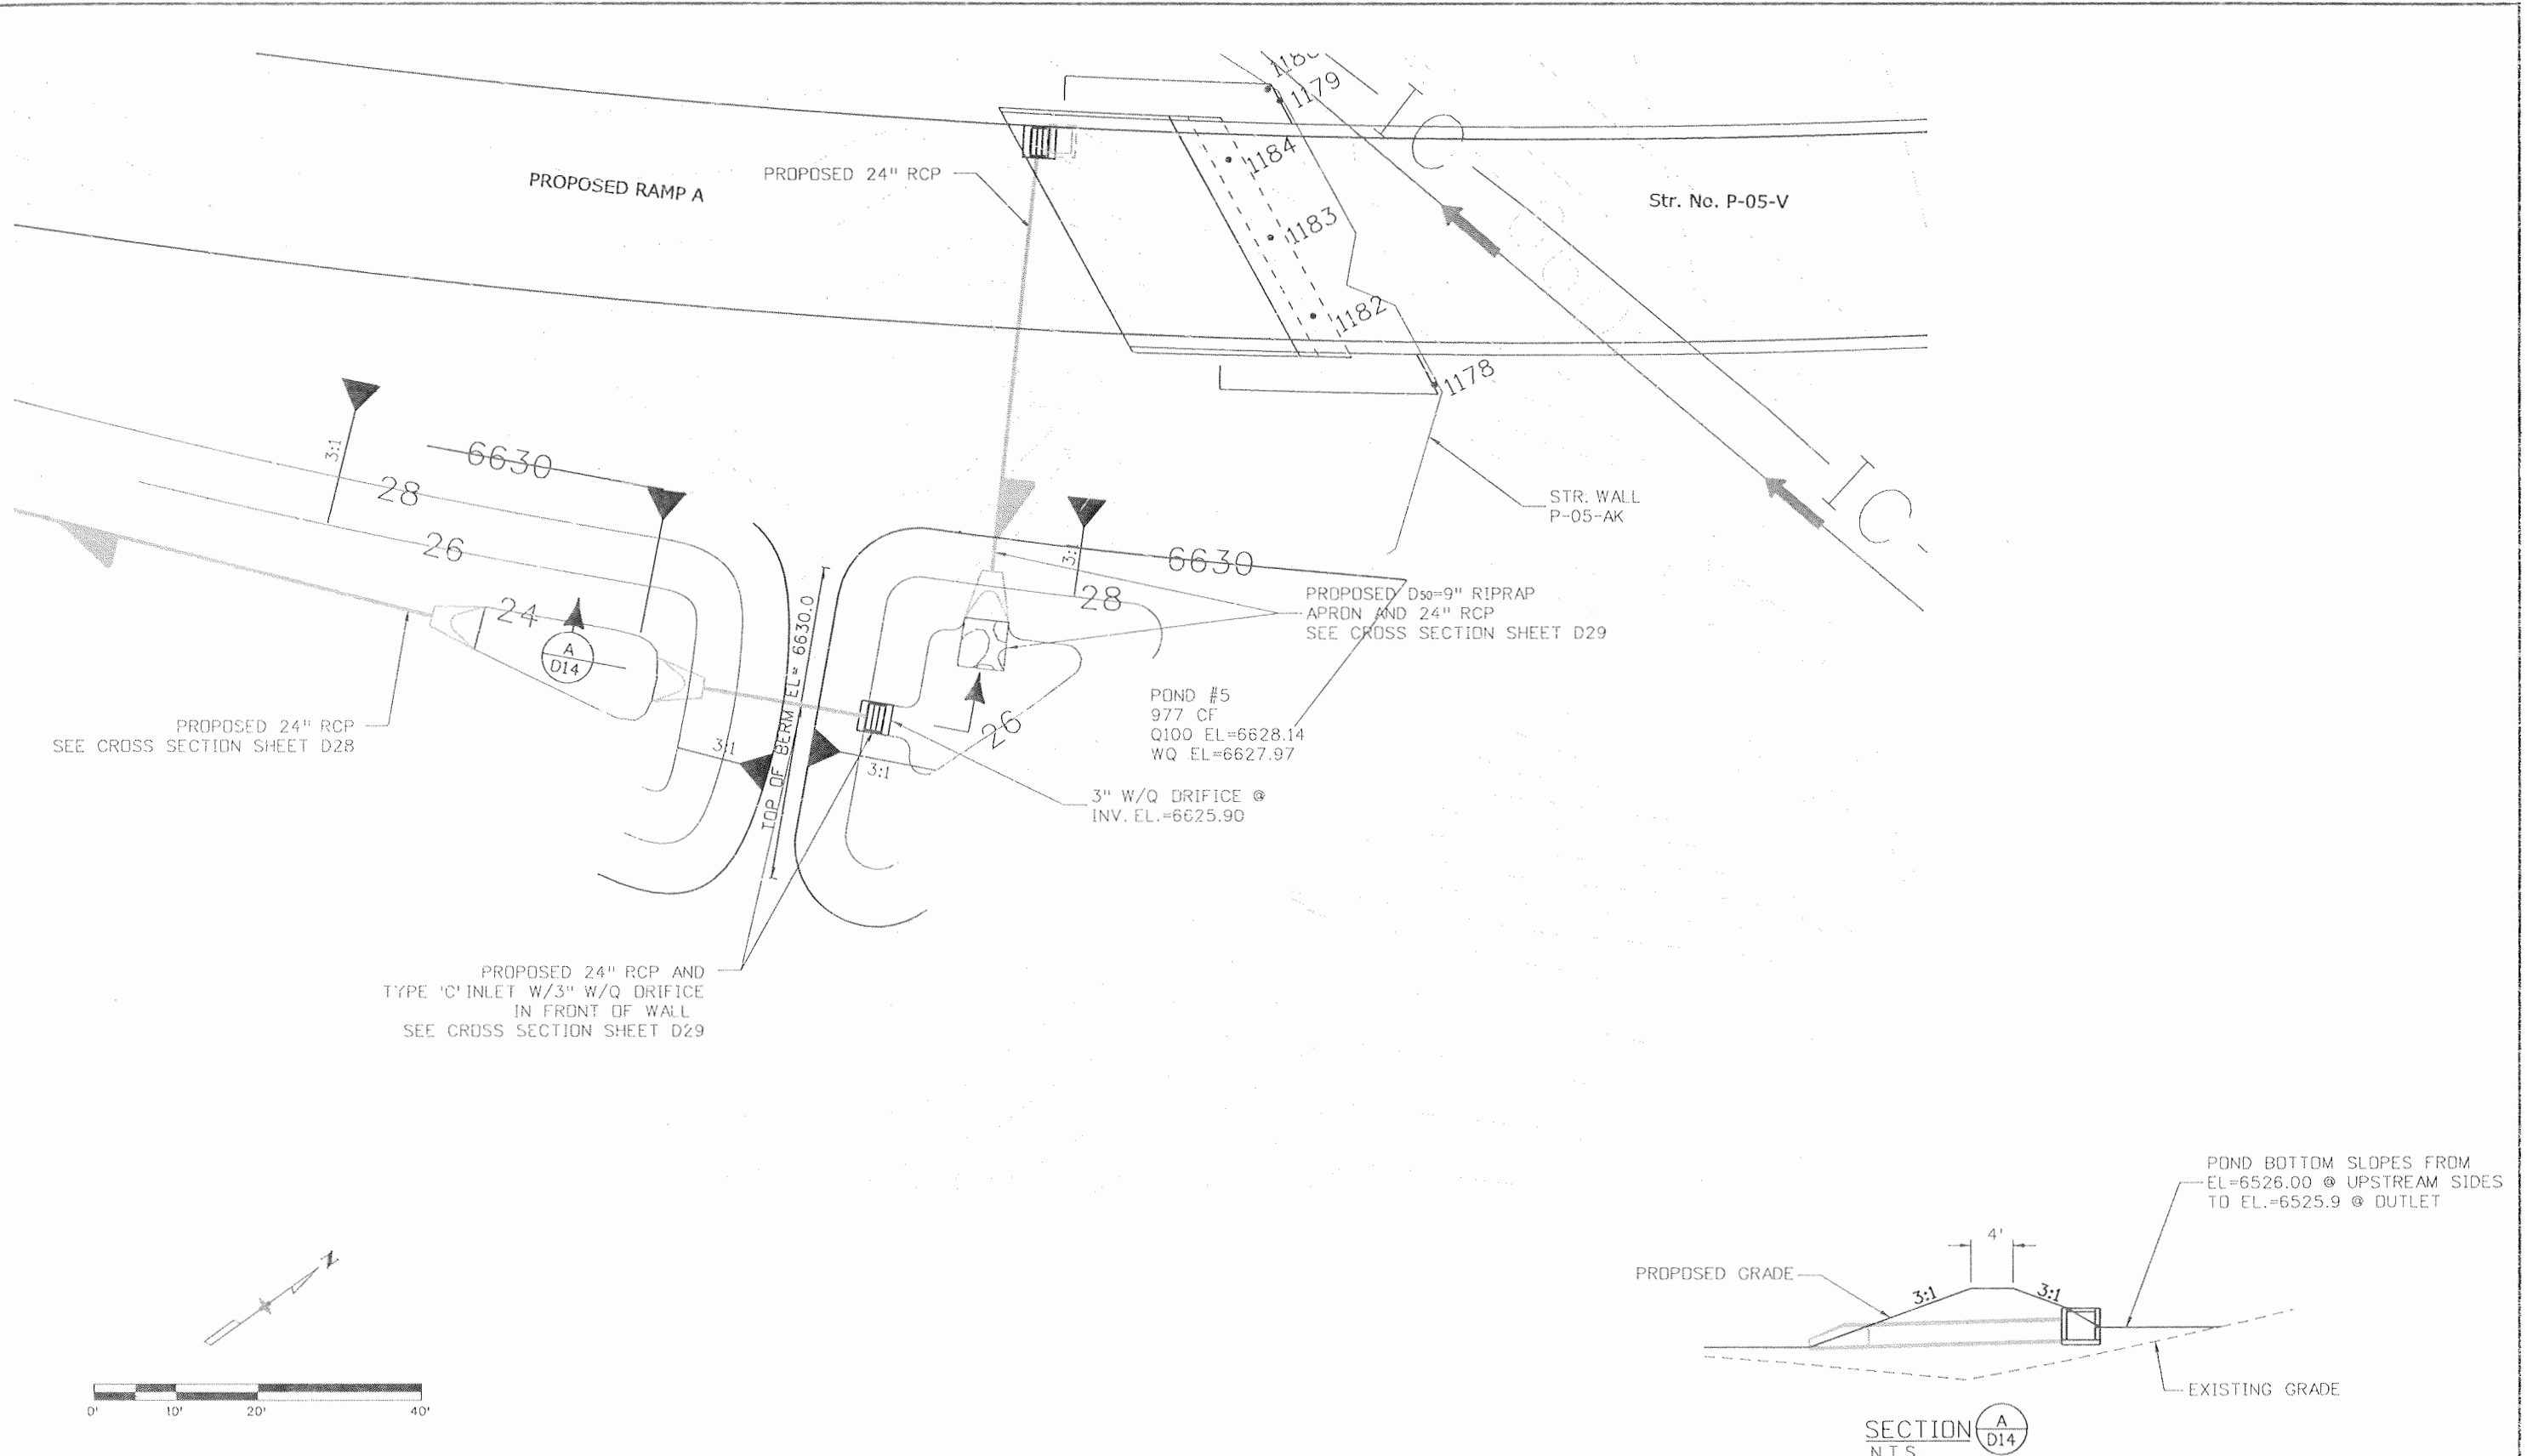 1179
1184
1183
1182
1178
PROPOSED 24" RCP
PROPOSED RAMP A
Str. No. P-05-V
IC
IC
STR. WALL
P-05-AK
3:1
6630
28
26
24
A
D14
3:1
6630
28
26
PROPOSED D50=9" RIPRAP
APRON AND 24" RCP
SEE CROSS SECTION SHEET D29
TOP OF BERM EL= 6630.0
PROPOSED 24" RCP
SEE CROSS SECTION SHEET D28
POND #5
977 CF
Q100 EL=6628.14
WQ EL=6627.97
3:1
3:1
3" W/Q ORIFICE @
INV. EL.=6625.90
PROPOSED 24" RCP AND
TYPE 'C' INLET W/3" W/Q ORIFICE
IN FRONT OF WALL
SEE CROSS SECTION SHEET D29
POND BOTTOM SLOPES FROM
EL=6526.00 @ UPSTREAM SIDES
TO EL.=6525.9 @ OUTLET
4'
PROPOSED GRADE
3:1
3:1
EXISTING GRADE
SECTION A
D14
N.T.S.
N
0' 10' 20' 40'